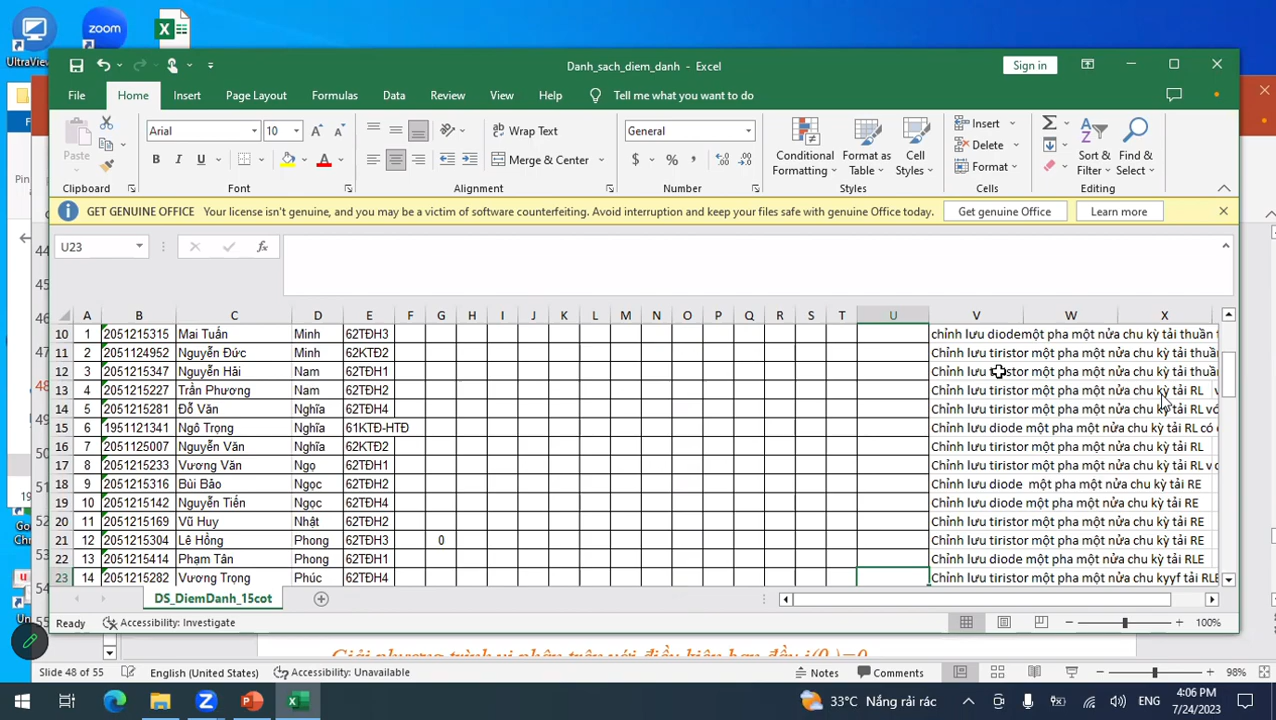 zoom
UltraView
Danh_sach_diem_danh - Excel
Sign in
File Home Insert Page Layout Formulas Data Review View Help Tell me what you want to do
Paste
Arial 10
B I U
Wrap Text
Merge & Center
General
$ % ,
Conditional Formatting
Format as Table
Cell Styles
Insert
Delete
Format
Sort & Filter
Find & Select
Clipboard Font Alignment Number Styles Cells Editing
GET GENUINE OFFICE Your license isn't genuine, and you may be a victim of software counterfeiting. Avoid interruption and keep your files safe with genuine Office today. Get genuine Office Learn more
U23 fx
A B C D E F G H I J K L M N O P Q R S T U V W X
10 1 2051215315 Mai Tuấn Minh 62TĐH3 chỉnh lưu diodemột pha một nửa chu kỳ tải thuần
11 2 2051124952 Nguyễn Đức Minh 62KTĐ2 Chỉnh lưu tiristor một pha một nửa chu kỳ tải thuần
12 3 2051215347 Nguyễn Hải Nam 62TĐH1 Chỉnh lưu tiristor một pha một nửa chu kỳ tải thuần
13 4 2051215227 Trần Phương Nam 62TĐH2 Chỉnh lưu tiristor một pha một nửa chu kỳ tải RL
14 5 2051215281 Đỗ Văn Nghĩa 62TĐH4 Chỉnh lưu tiristor một pha một nửa chu kỳ tải RL vớ
15 6 1951121341 Ngô Trọng Nghĩa 61KTĐ-HTĐ Chỉnh lưu diode một pha một nửa chu kỳ tải RL có
16 7 2051125007 Nguyễn Văn Nghĩa 62KTĐ2 Chỉnh lưu tiristor một pha một nửa chu kỳ tải RL
17 8 2051215233 Vương Văn Ngọ 62TĐH1 Chỉnh lưu tiristor một pha một nửa chu kỳ tải RL v
18 9 2051215316 Bùi Bảo Ngọc 62TĐH2 Chỉnh lưu diode một pha một nửa chu kỳ tải RE
19 10 2051215142 Nguyễn Tiến Ngọc 62TĐH4 Chỉnh lưu diode một pha một nửa chu kỳ tải RE
20 11 2051215169 Vũ Huy Nhật 62TĐH2 Chỉnh lưu tiristor một pha một nửa chu kỳ tải RE
21 12 2051215304 Lê Hồng Phong 62TĐH3 0 Chỉnh lưu tiristor một pha một nửa chu kỳ tải RE
22 13 2051215414 Phạm Tân Phong 62TĐH1 Chỉnh lưu diode một pha một nửa chu kỳ tải RLE
23 14 2051215282 Vương Trọng Phúc 62TĐH4 Chỉnh lưu tiristor một pha một nửa chu kyyf tải RLE
DS_DiemDanh_15cot
Ready Accessibility: Investigate 100%
Slide 48 of 55 English (United States) Accessibility: Unavailable Notes Comments 98%
33°C Nắng rải rác ENG 4:06 PM
7/24/2023